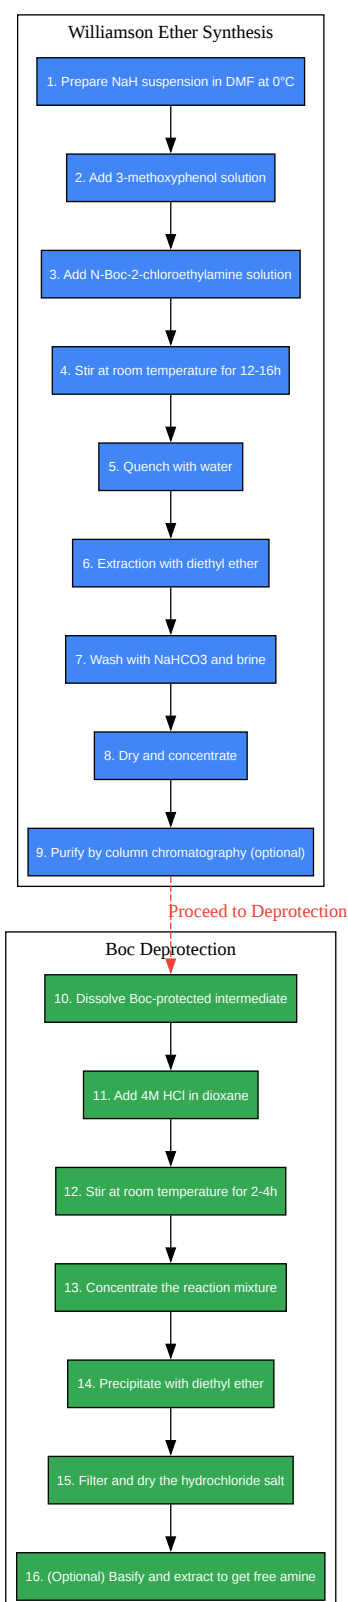 Williamson Ether Synthesis
1. Prepare NaH suspension in DMF at 0°C
2. Add 3-methoxyphenol solution
3. Add N-Boc-2-chloroethylamine solution
4. Stir at room temperature for 12-16h
5. Quench with water
6. Extraction with diethyl ether
7. Wash with NaHCO3 and brine
8. Dry and concentrate
9. Purify by column chromatography (optional)
Proceed to Deprotection
Boc Deprotection
10. Dissolve Boc-protected intermediate
11. Add 4M HCl in dioxane
12. Stir at room temperature for 2-4h
13. Concentrate the reaction mixture
14. Precipitate with diethyl ether
15. Filter and dry the hydrochloride salt
16. (Optional) Basify and extract to get free amine